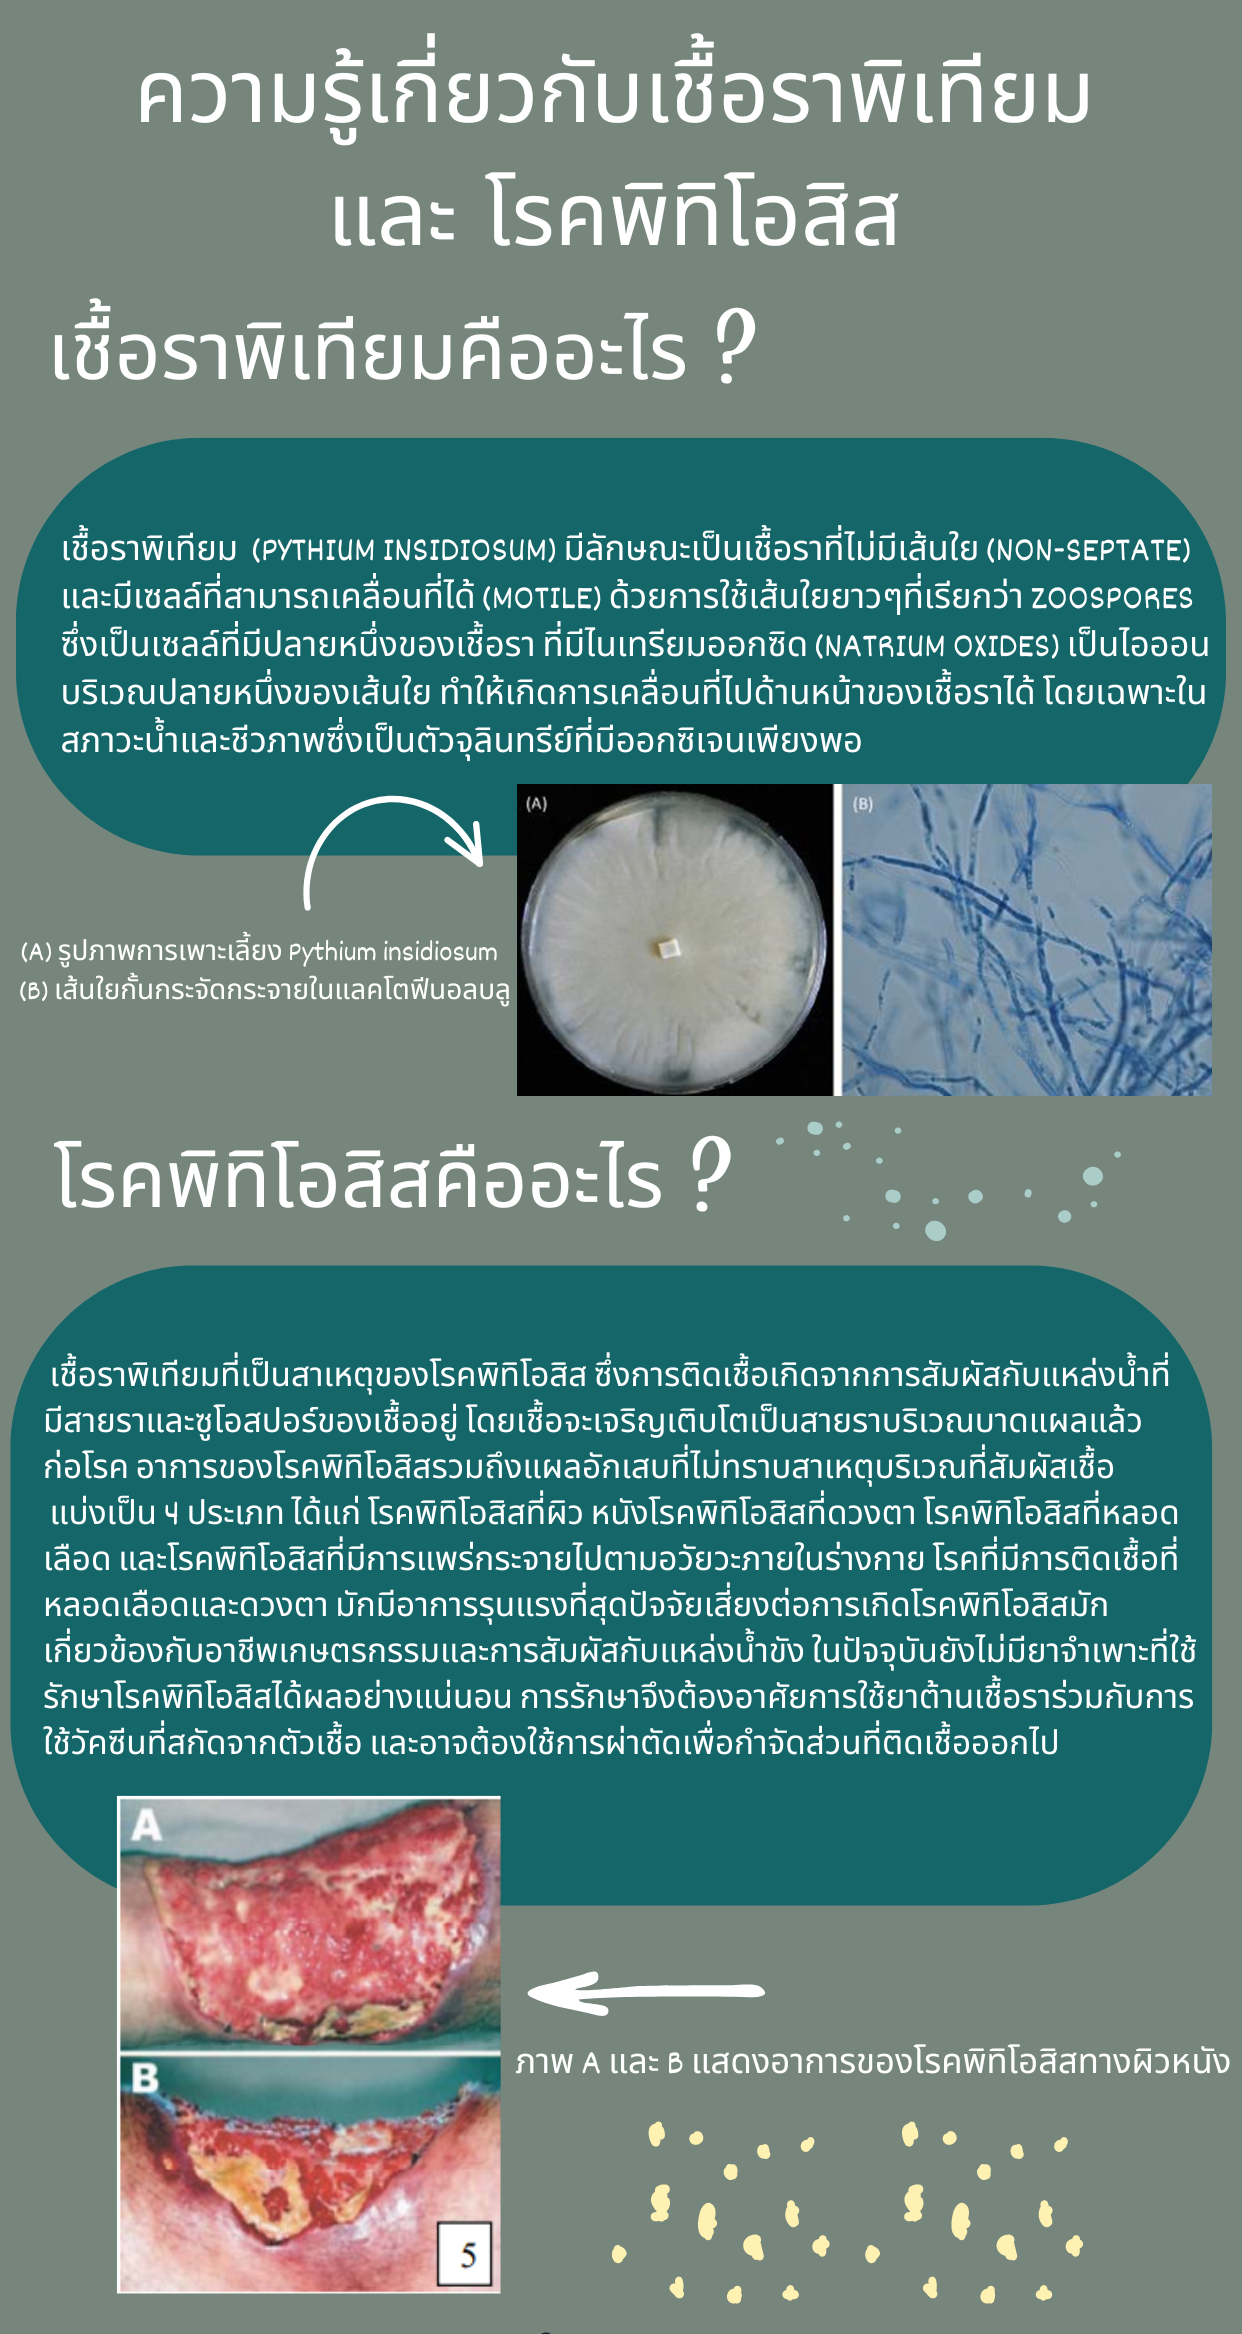 ความรู้เกี่ยวกับเชื้อราพิเทียม
และ โรคพิทิโอสิส
เชื้อราพิเทียมคืออะไร ?
เชื้อราพิเทียม (PYTHIUM INSIDIOSUM) มีลักษณะเป็นเชื้อราที่ไม่มีเส้นใย (NON-SEPTATE)
และมีเซลล์ที่สามารถเคลื่อนที่ได้ (MOTILE) ด้วยการใช้เส้นใยยาวๆที่เรียกว่า ZOOSPORES
ซึ่งเป็นเซลล์ที่มีปลายหนึ่งของเชื้อรา ที่มีไนเทรียมออกซิด (NATRIUM OXIDES) เป็นไอออน
บริเวณปลายหนึ่งของเส้นใย ทำให้เกิดการเคลื่อนที่ไปด้านหน้าของเชื้อราได้ โดยเฉพาะใน
สภาวะน้ำและชีวภาพซึ่งเป็นตัวจุลินทรีย์ที่มีออกซิเจนเพียงพอ
(A)
(B)
(A) รูปภาพการเพาะเลี้ยง Pythium insidiosum
(B) เส้นใยกั้นกระจัดกระจายในแลคโตฟีนอลบลู
โรคพิทิโอสิสคืออะไร ?
เชื้อราพิเทียมที่เป็นสาเหตุของโรคพิทิโอสิส ซึ่งการติดเชื้อเกิดจากการสัมผัสกับแหล่งน้ำที่
มีสายราและซูโอสปอร์ของเชื้ออยู่ โดยเชื้อจะเจริญเติบโตเป็นสายราบริเวณบาดแผลแล้ว
ก่อโรค อาการของโรคพิทิโอสิสรวมถึงแผลอักเสบที่ไม่ทราบสาเหตุบริเวณที่สัมผัสเชื้อ
แบ่งเป็น 4 ประเภท ได้แก่ โรคพิทิโอสิสที่ผิว หนังโรคพิทิโอสิสที่ดวงตา โรคพิทิโอสิสที่หลอด
เลือด และโรคพิทิโอสิสที่มีการแพร่กระจายไปตามอวัยวะภายในร่างกาย โรคที่มีการติดเชื้อที่
หลอดเลือดและดวงตา มักมีอาการรุนแรงที่สุดปัจจัยเสี่ยงต่อการเกิดโรคพิทิโอสิสมัก
เกี่ยวข้องกับอาชีพเกษตรกรรมและการสัมผัสกับแหล่งน้ำขัง ในปัจจุบันยังไม่มียาจำเพาะที่ใช้
รักษาโรคพิทิโอสิสได้ผลอย่างแน่นอน การรักษาจึงต้องอาศัยการใช้ยาต้านเชื้อราร่วมกับการ
ใช้วัคซีนที่สกัดจากตัวเชื้อ และอาจต้องใช้การผ่าตัดเพื่อกำจัดส่วนที่ติดเชื้อออกไป
A
B
5
ภาพ A และ B แสดงอาการของโรคพิทิโอสิสทางผิวหนัง